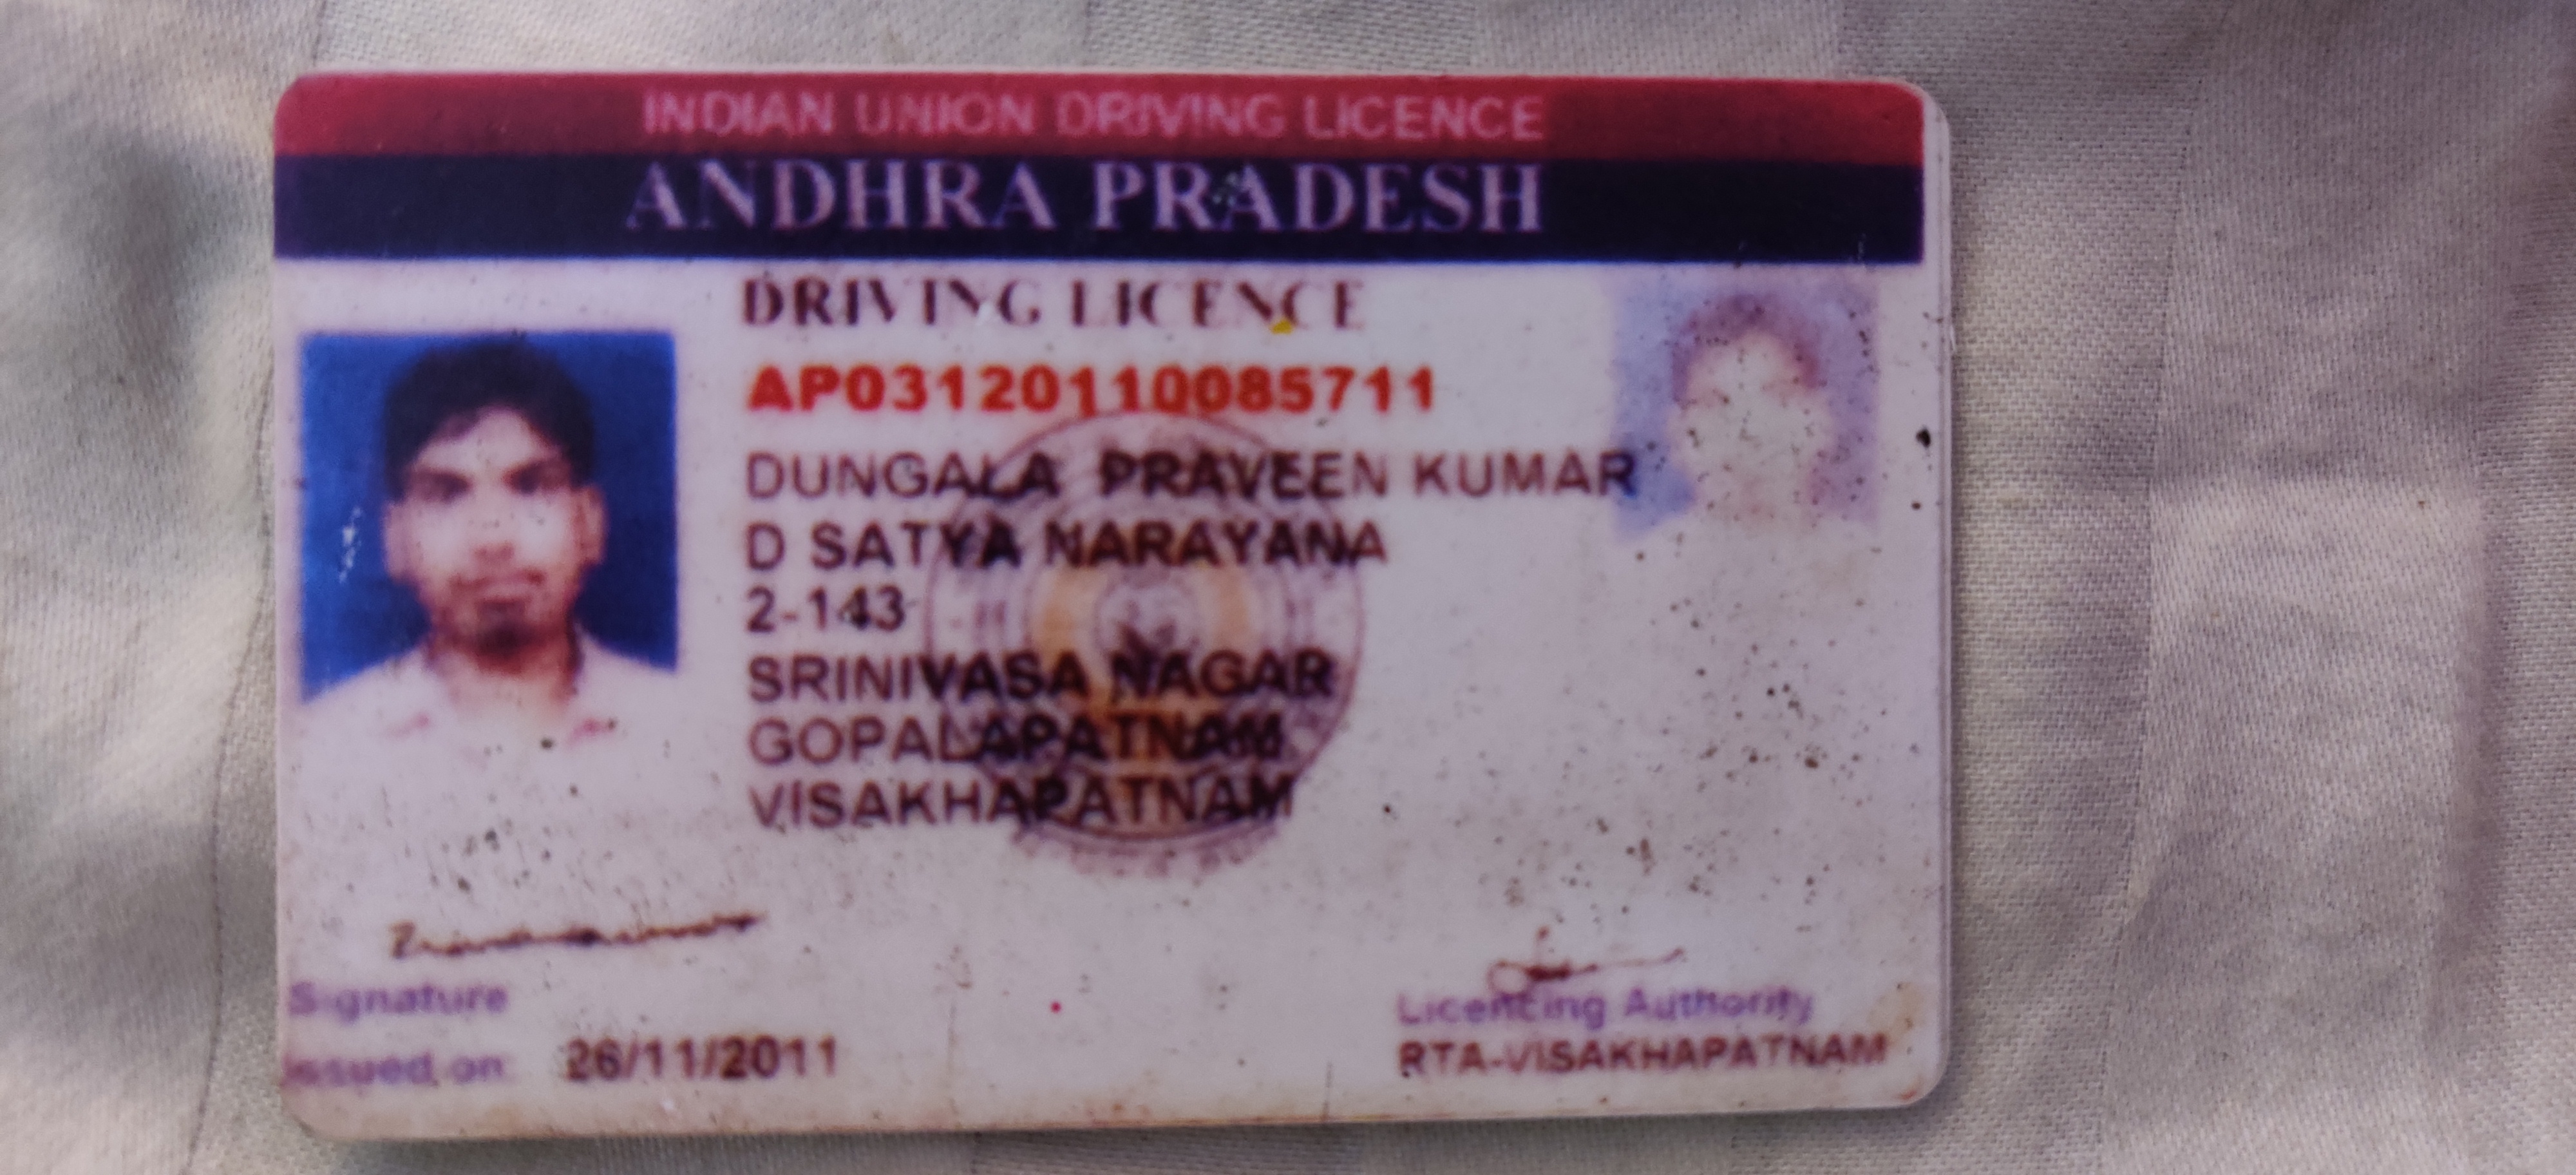 INDIAN UNION DRIVING LICENCE
ANDHRA PRADESH
DRIVING LICENCE
AP03120110085711
DUNGALA PRAVEEN KUMAR
D SATYA NARAYANA
2-143
SRINIVASA NAGAR
GOPALAPATNAM
VISAKHAPATNAM
Signature
Issued on: 26/11/2011
Licencing Authority
RTA-VISAKHAPATNAM